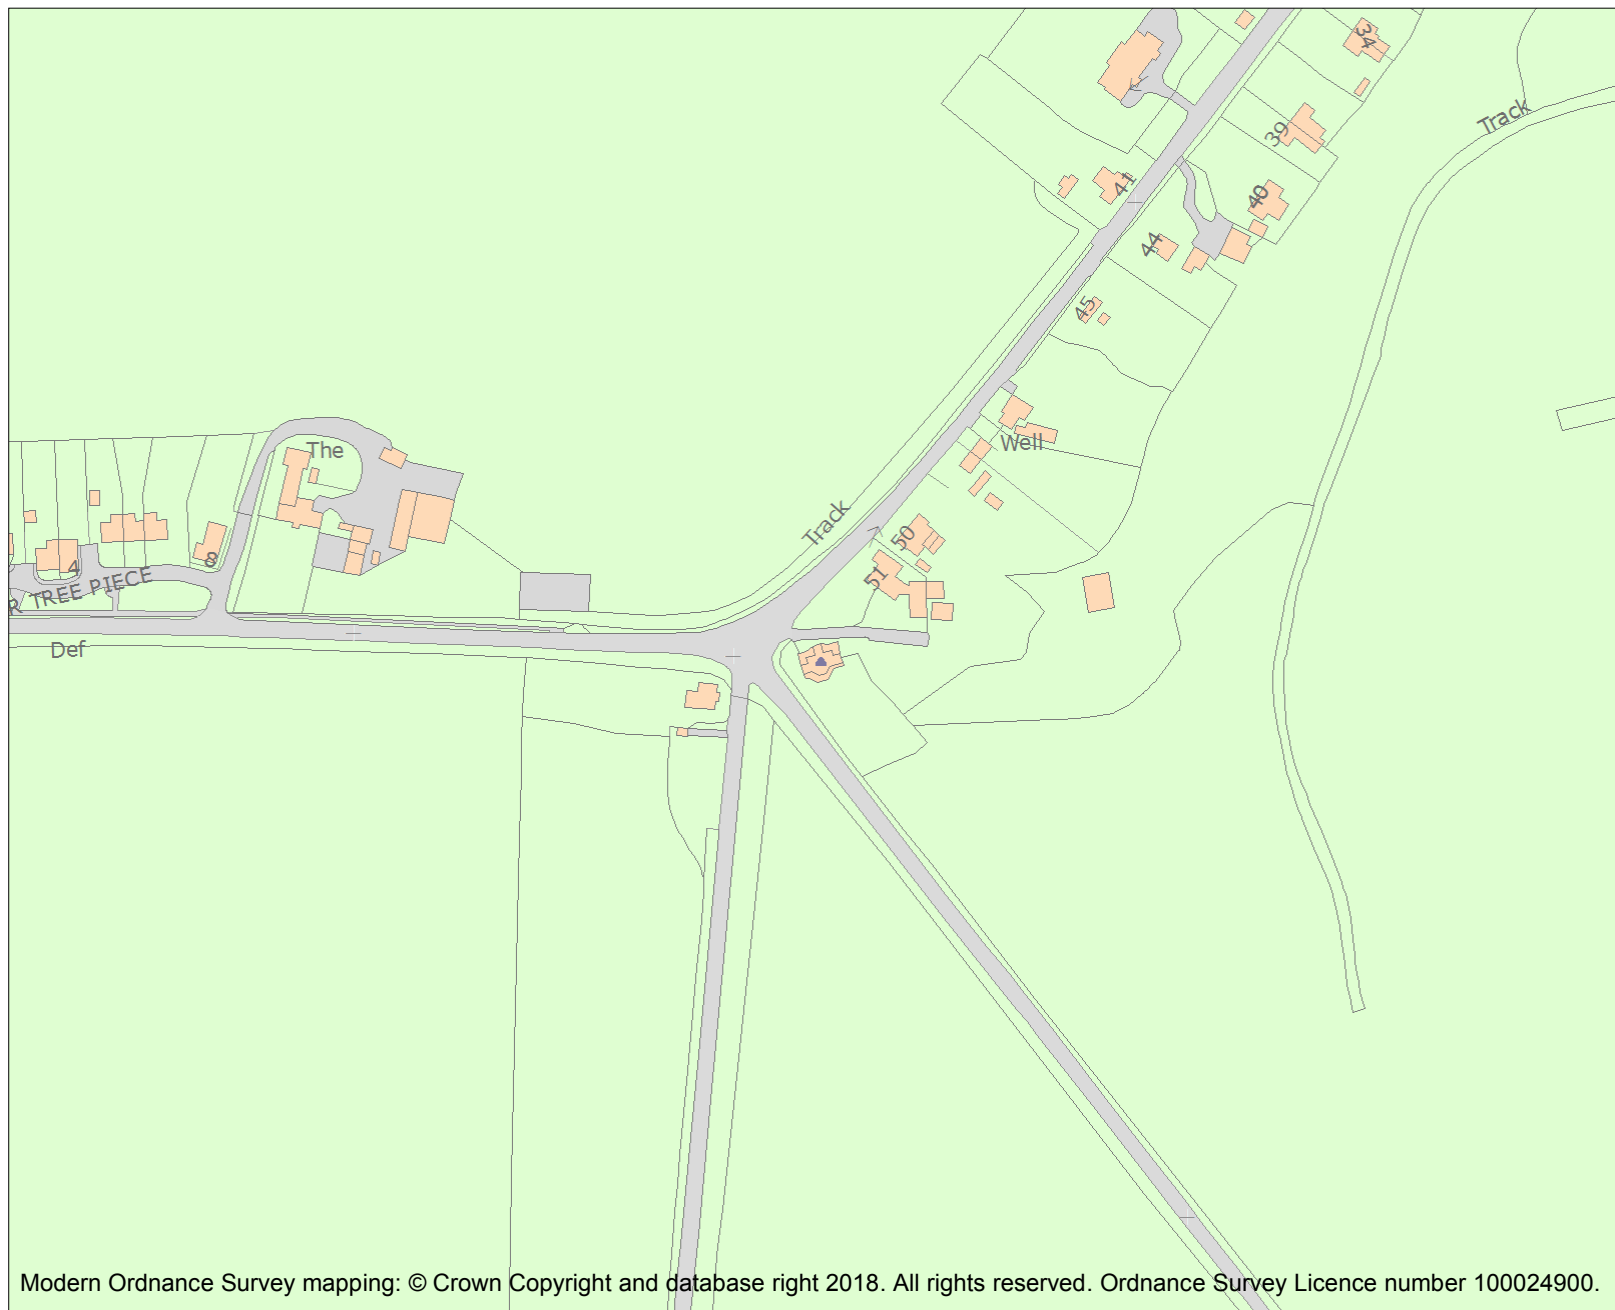 34
Track
39
41
40
44
45
The
Well
Track
50
8
4
51
R TREE PIECE
Def
Modern Ordnance Survey mapping: © Crown Copyright and database right 2018. All rights reserved. Ordnance Survey Licence number 100024900.